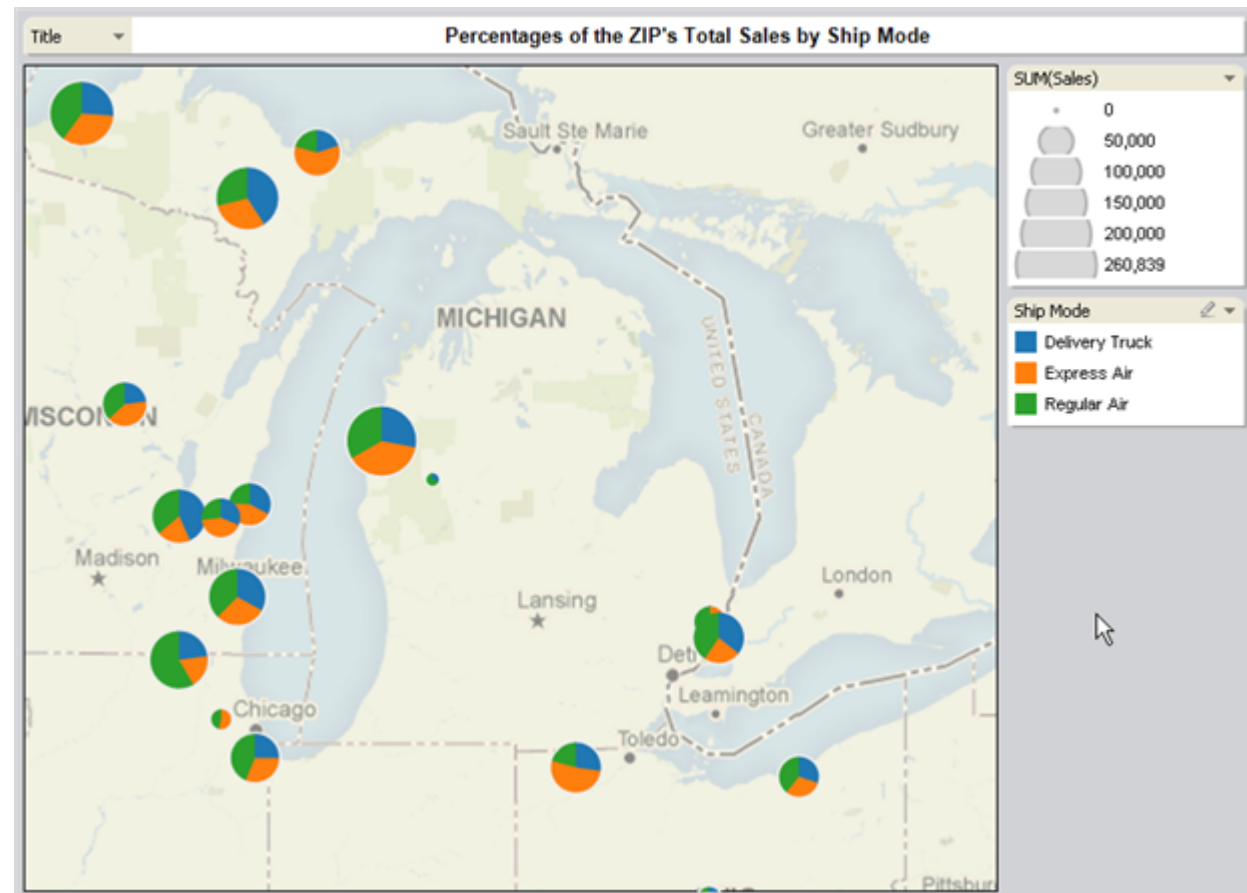 Title
Percentages of the ZIP's Total Sales by Ship Mode
SUM(Sales)
0
50,000
100,000
150,000
200,000
260,839
Ship Mode
Delivery Truck
Express Air
Regular Air
Sault Ste Marie
Greater Sudbury
MICHIGAN
UNITED STATES
CANADA
Madison
Milwaukee
Lansing
London
Leamington
Chicago
Toledo